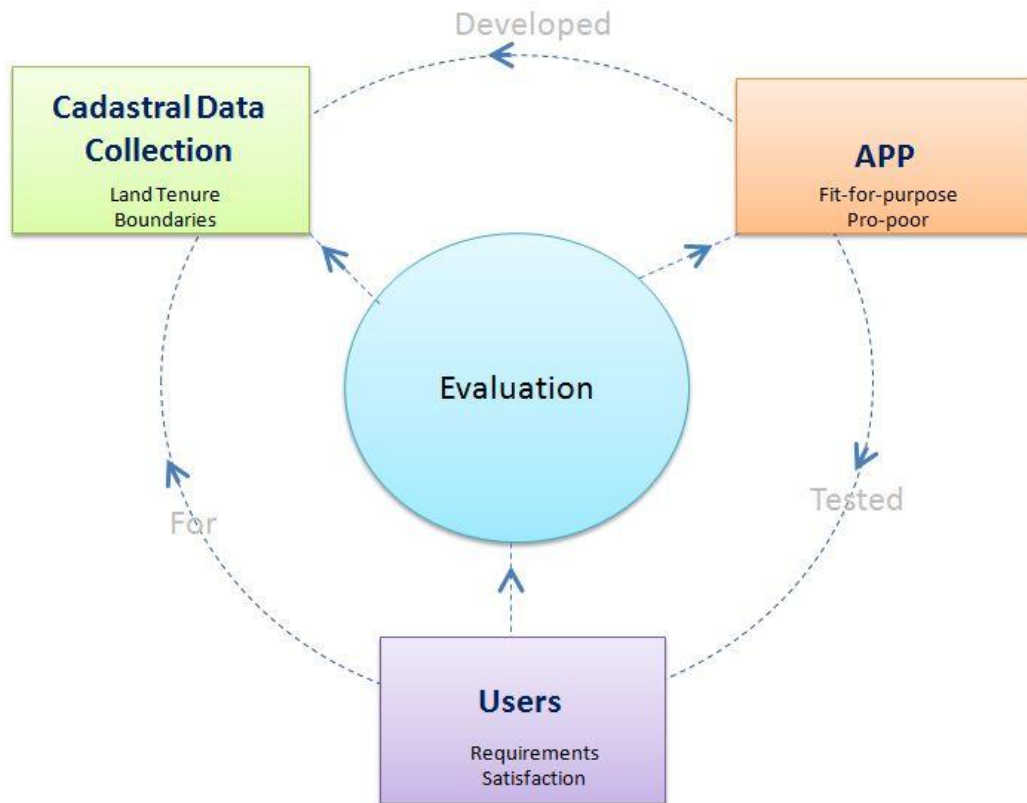 Developed
Cadastral Data
Collection
Land Tenure
Boundaries
APP
Fit-for-purpose
Pro-poor
Evaluation
For
Tested
Users
Requirements
Satisfaction